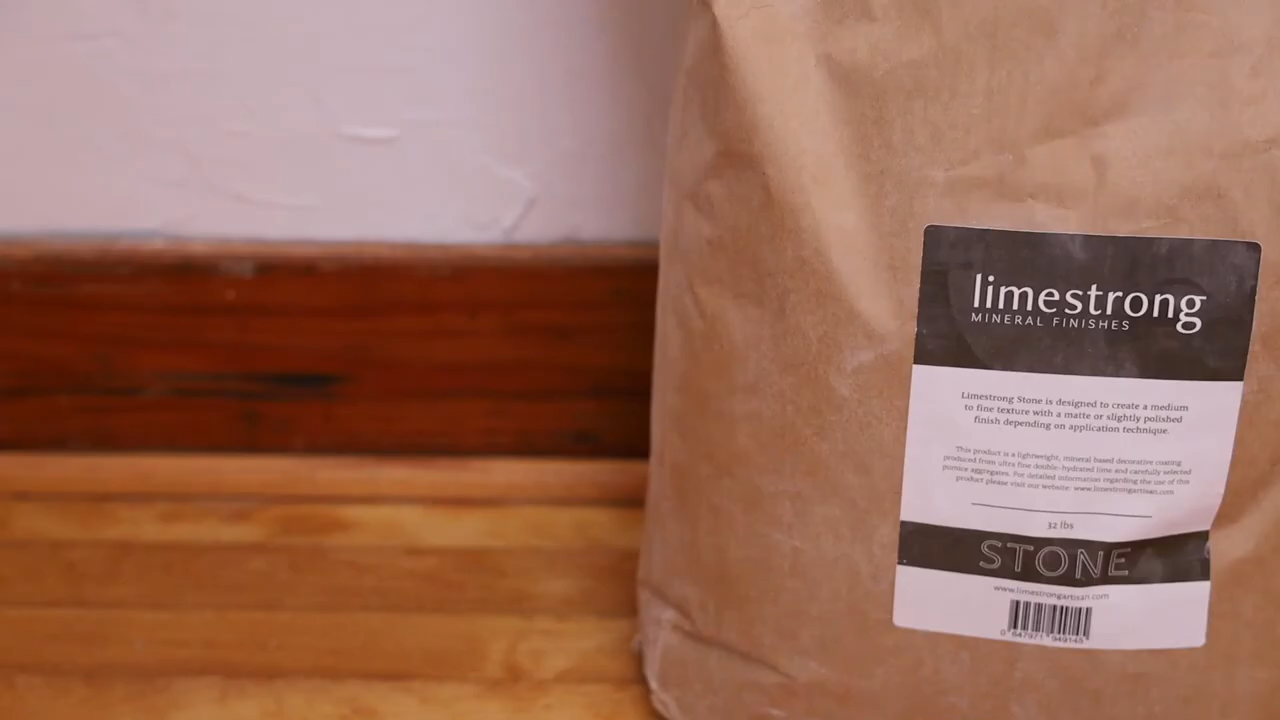 limestrong
MINERAL FINISHES
Limestrong Stone is designed to create a medium
to fine texture with a matte or slightly polished
finish depending on application technique.
This product is a lightweight, mineral based decorative coating
produced from ultra fine double-hydrated lime and carefully selected
pumice aggregates. For detailed information regarding the use of this
product please visit our website: www.limestrongartisan.com
32 lbs
STONE
www.limestrongartisan.com
0 647971 949145